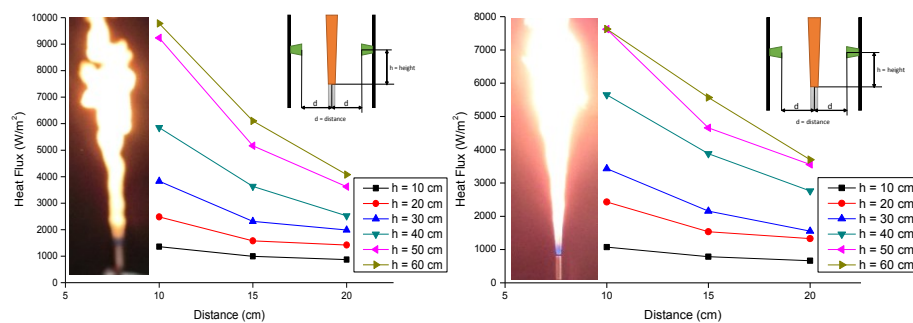 10000
9000
8000
7000
6000
5000
4000
3000
2000
1000
0
Heat Flux (W/m²)
5
10
15
20
Distance (cm)
h = height
d
d
d = distance
h = 10 cm
h = 20 cm
h = 30 cm
h = 40 cm
h = 50 cm
h = 60 cm
8000
7000
6000
5000
4000
3000
2000
1000
0
Heat Flux (W/m²)
5
10
15
20
Distance (cm)
h = height
d
d
d = distance
h = 10 cm
h = 20 cm
h = 30 cm
h = 40 cm
h = 50 cm
h = 60 cm